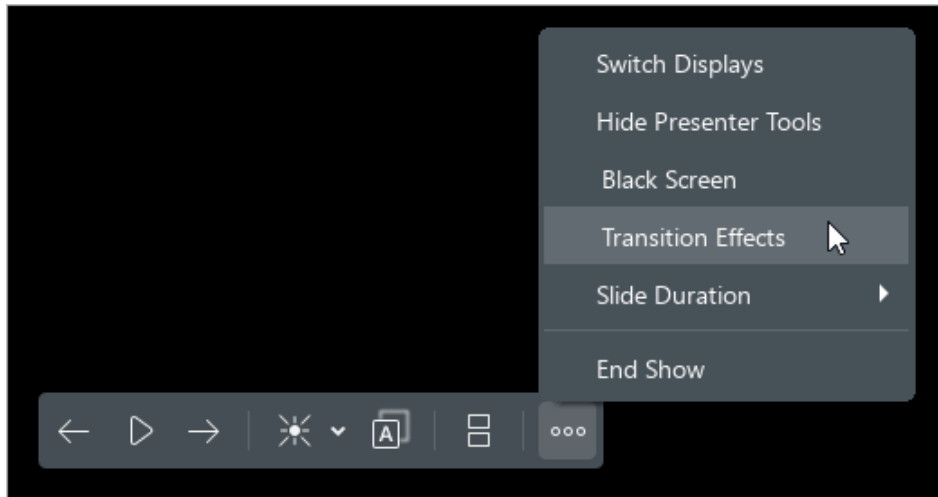 Switch Displays
Hide Presenter Tools
Black Screen
Transition Effects
Slide Duration
End Show
A